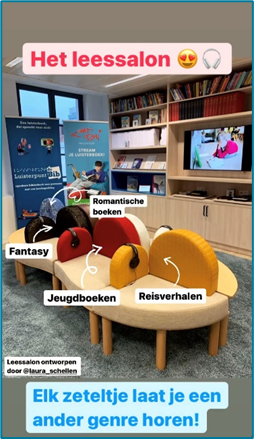 Het leessalon 😍🎧
STREAM
JE LUISTERBOEK!
Luisterpuntbib
Romantische
boeken
Fantasy
Jeugdboeken
Reisverhalen
Leessalon ontworpen
door @laura_schellen
Elk zeteltje laat je een
ander genre horen!